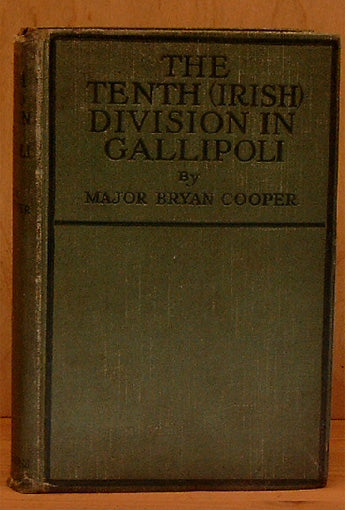 THE
TENTH (IRISH)
DIVISION IN
GALLIPOLI
By
MAJOR BRYAN COOPER